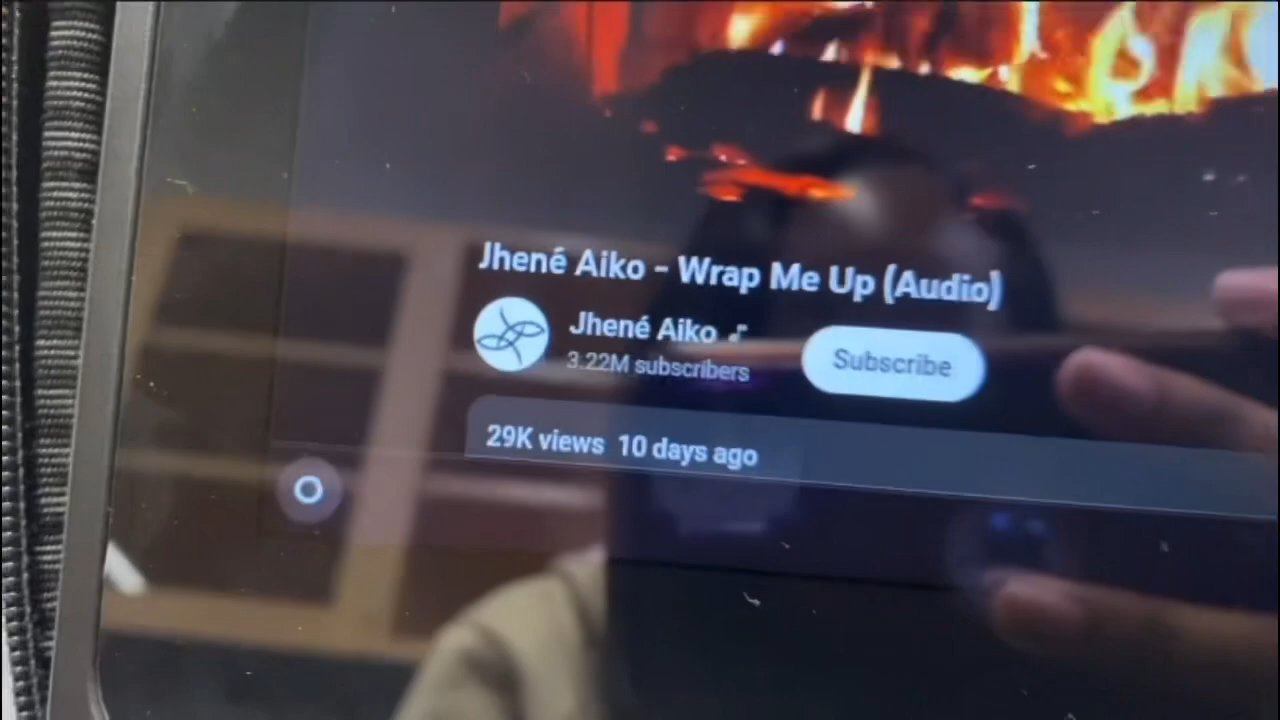 Jhené Aiko - Wrap Me Up (Audio)
Jhené Aiko
3.22M subscribers
Subscribe
29K views 10 days ago